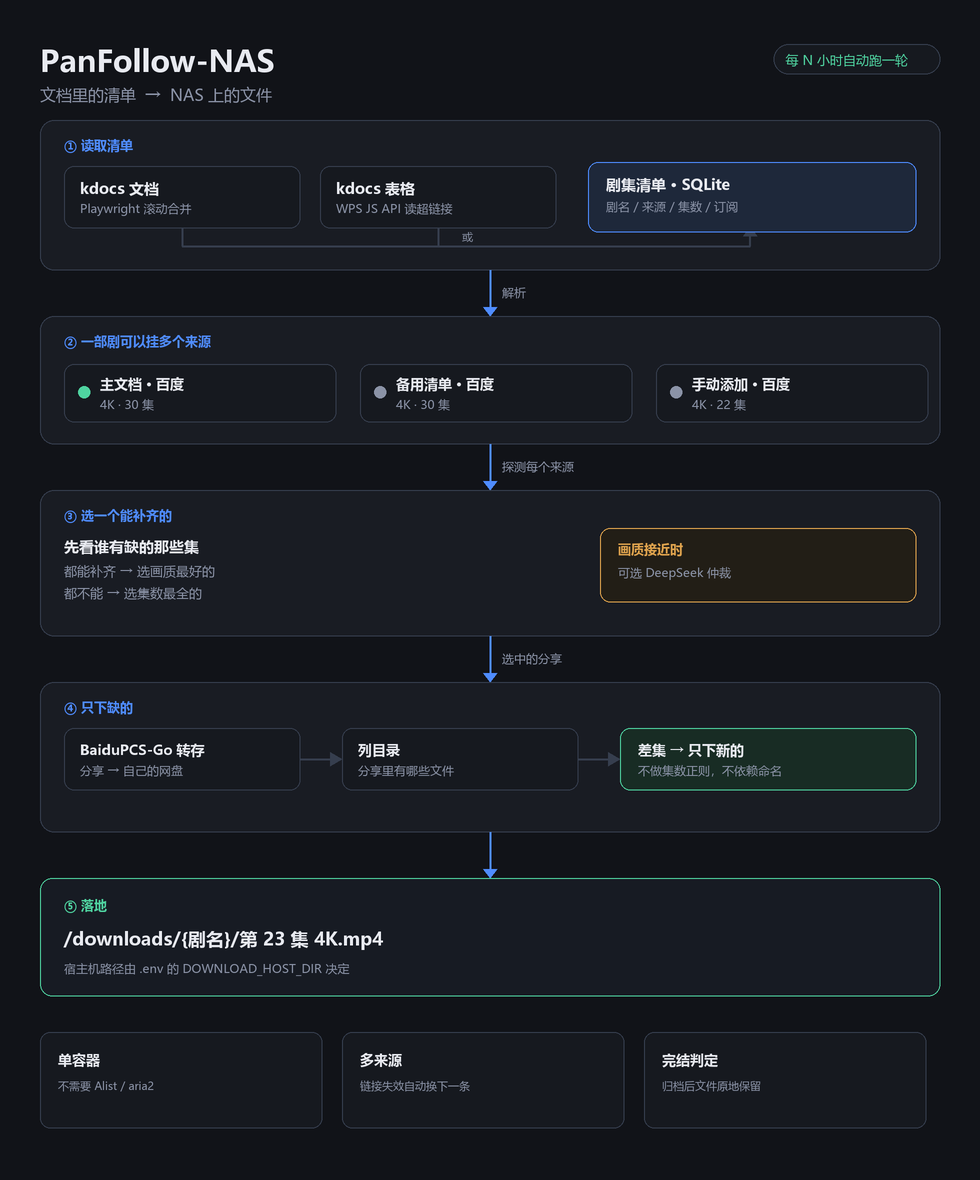 PanFollow-NAS
每 N 小时自动跑一轮
文档里的清单 → NAS 上的文件
① 读取清单
kdocs 文档
Playwright 滚动合并
kdocs 表格
WPS JS API 读超链接
剧集清单 · SQLite
剧名 / 来源 / 集数 / 订阅
或
解析
② 一部剧可以挂多个来源
主文档 · 百度
4K · 30 集
备用清单 · 百度
4K · 30 集
手动添加 · 百度
4K · 22 集
探测每个来源
③ 选一个能补齐的
先看谁有缺的那些集
都能补齐 → 选画质最好的
都不能 → 选集数最全的
画质接近时
可选 DeepSeek 仲裁
选中的分享
④ 只下缺的
BaiduPCS-Go 转存
分享 → 自己的网盘
列目录
分享里有哪些文件
差集 → 只下新的
不做集数正则，不依赖命名
⑤ 落地
/downloads/{剧名}/第 23 集 4K.mp4
宿主机路径由 .env 的 DOWNLOAD_HOST_DIR 决定
单容器
不需要 Alist / aria2
多来源
链接失效自动换下一条
完结判定
归档后文件原地保留